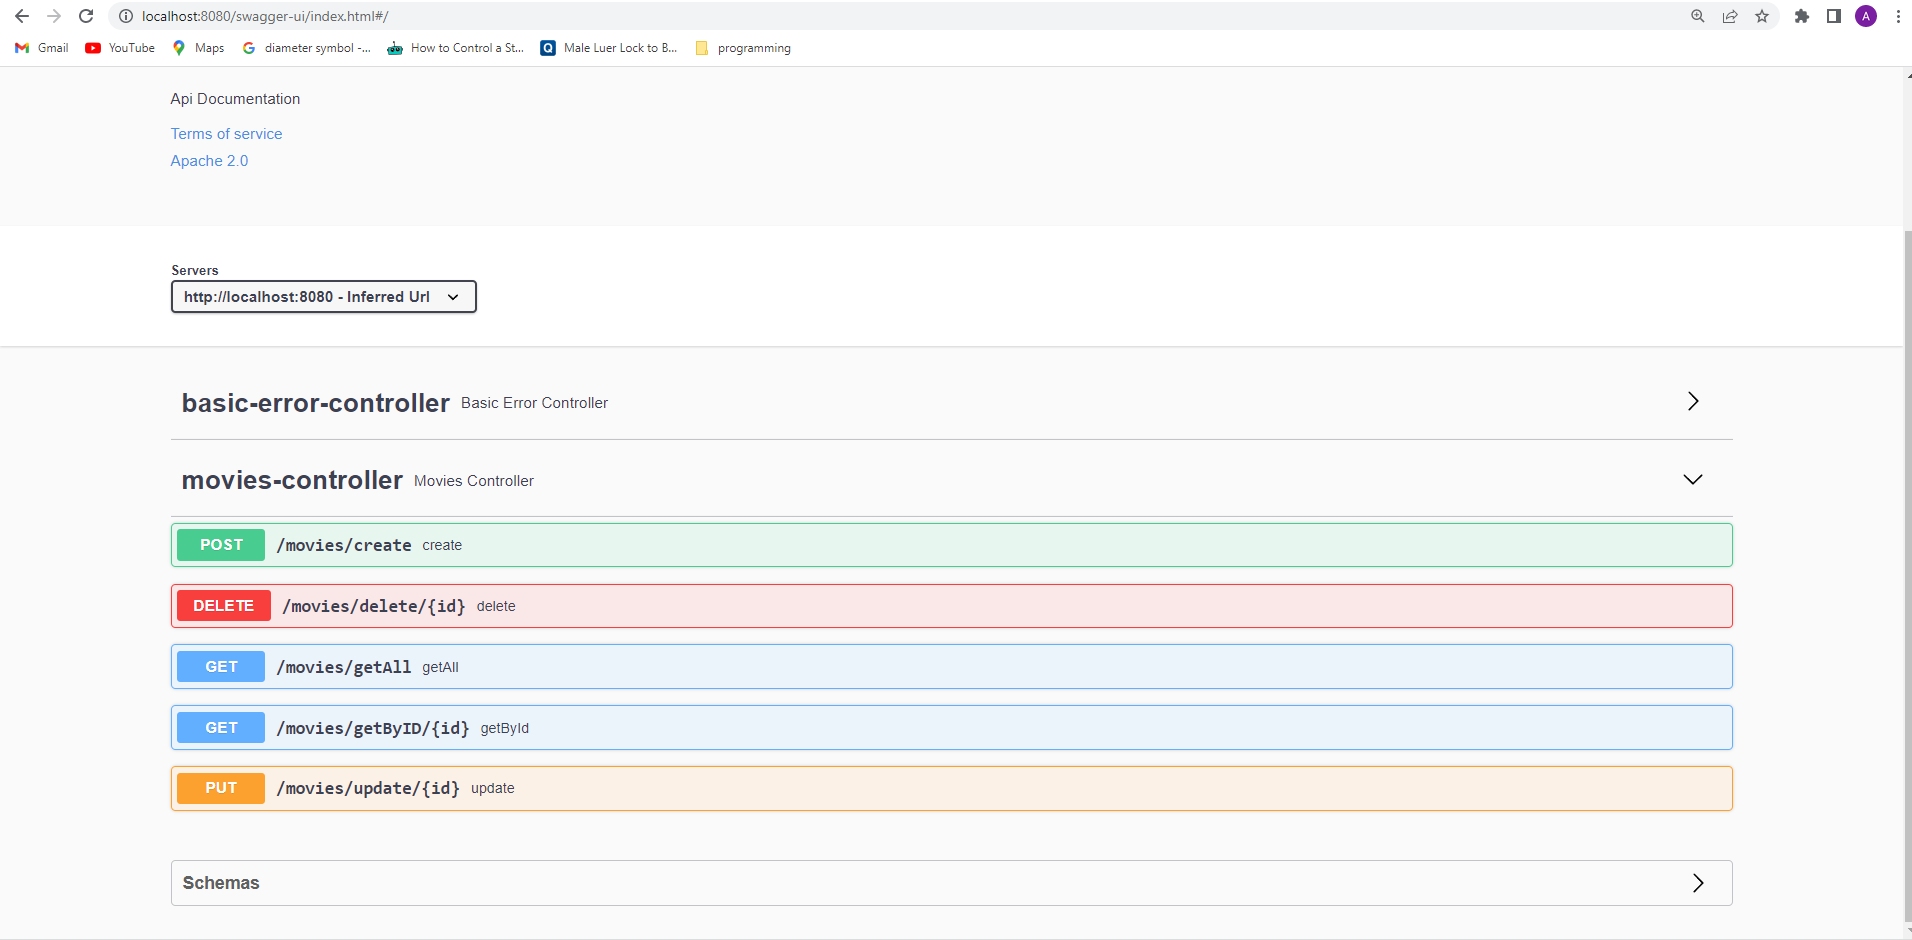 localhost:8080/swagger-ui/index.html#/
A
Gmail YouTube Maps diameter symbol -... How to Control a St... Male Luer Lock to B... programming
Api Documentation
Terms of service
Apache 2.0
Servers
http://localhost:8080 - Inferred Url
basic-error-controller Basic Error Controller
movies-controller Movies Controller
POST /movies/create create
DELETE /movies/delete/{id} delete
GET /movies/getAll getAll
GET /movies/getByID/{id} getById
PUT /movies/update/{id} update
Schemas